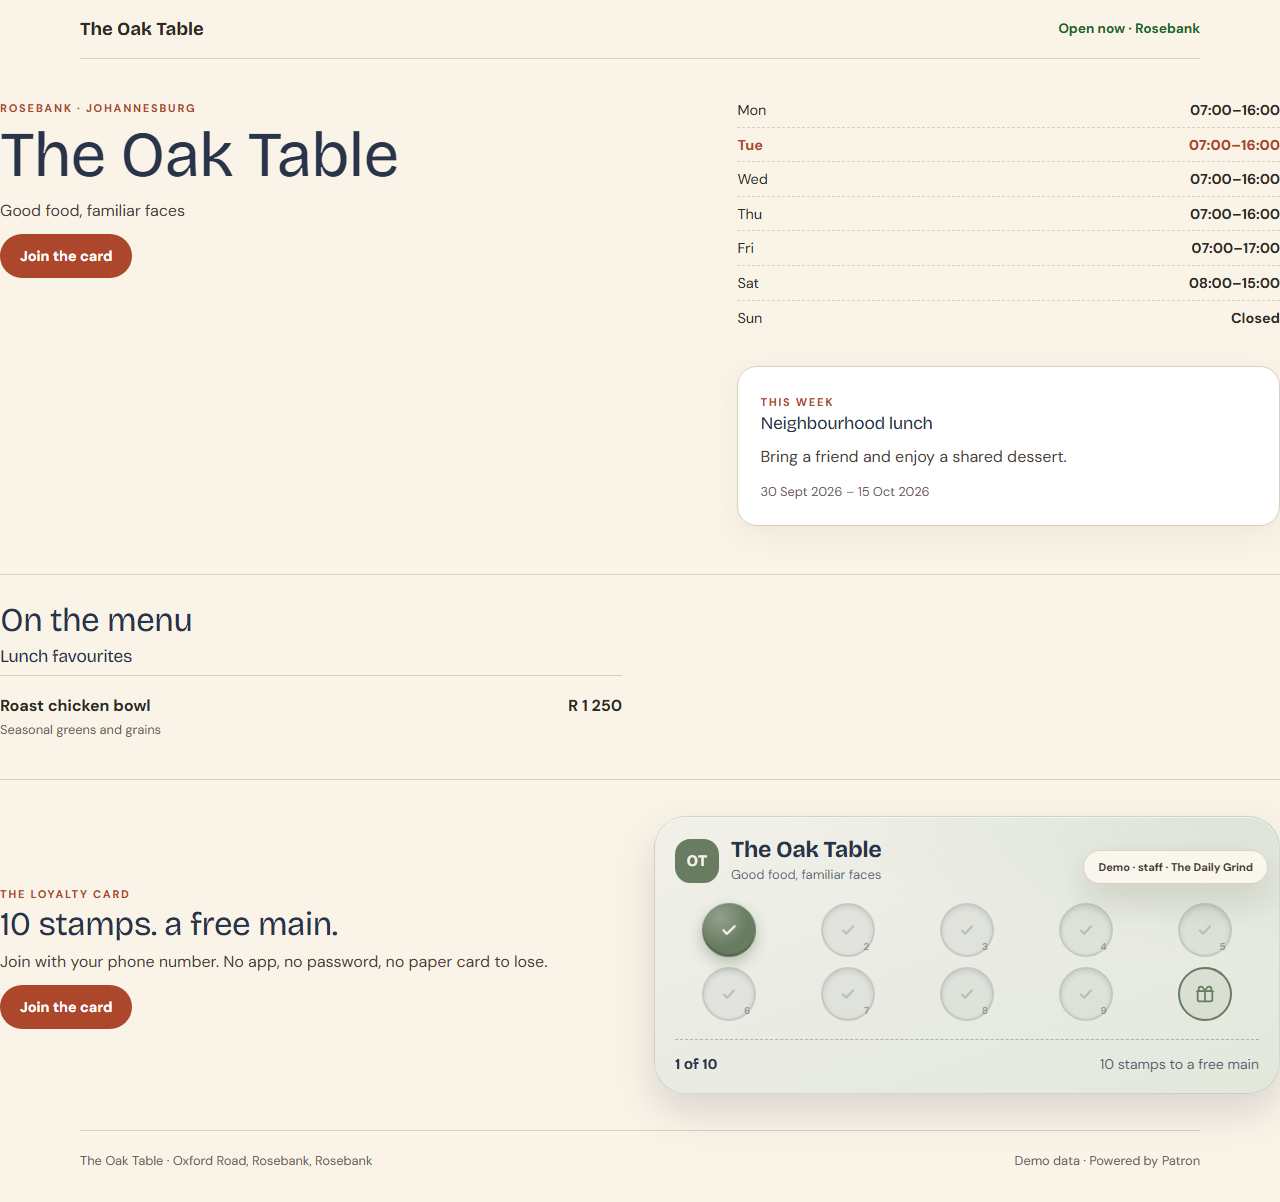 The Oak Table
Open now · Rosebank
ROSEBANK · JOHANNESBURG
The Oak Table
Good food, familiar faces
Join the card
Mon 07:00–16:00
Tue 07:00–16:00
Wed 07:00–16:00
Thu 07:00–16:00
Fri 07:00–17:00
Sat 08:00–15:00
Sun Closed
THIS WEEK
Neighbourhood lunch
Bring a friend and enjoy a shared dessert.
30 Sept 2026 – 15 Oct 2026
On the menu
Lunch favourites
Roast chicken bowl R 1 250
Seasonal greens and grains
THE LOYALTY CARD
10 stamps. a free main.
Join with your phone number. No app, no password, no paper card to lose.
Join the card
OT
The Oak Table
Good food, familiar faces
Demo · staff · The Daily Grind
2 3 4 5
6 7 8 9
1 of 10
10 stamps to a free main
The Oak Table · Oxford Road, Rosebank, Rosebank
Demo data · Powered by Patron